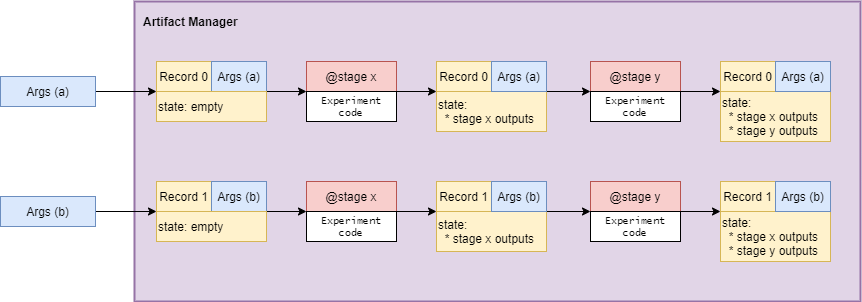 Artifact Manager
Args (a)
Record 0 Args (a)
state: empty
@stage x
Experiment
code
Record 0 Args (a)
state:
* stage x outputs
@stage y
Experiment
code
Record 0 Args (a)
state:
* stage x outputs
* stage y outputs
Args (b)
Record 1 Args (b)
state: empty
@stage x
Experiment
code
Record 1 Args (b)
state:
* stage x outputs
@stage y
Experiment
code
Record 1 Args (b)
state:
* stage x outputs
* stage y outputs